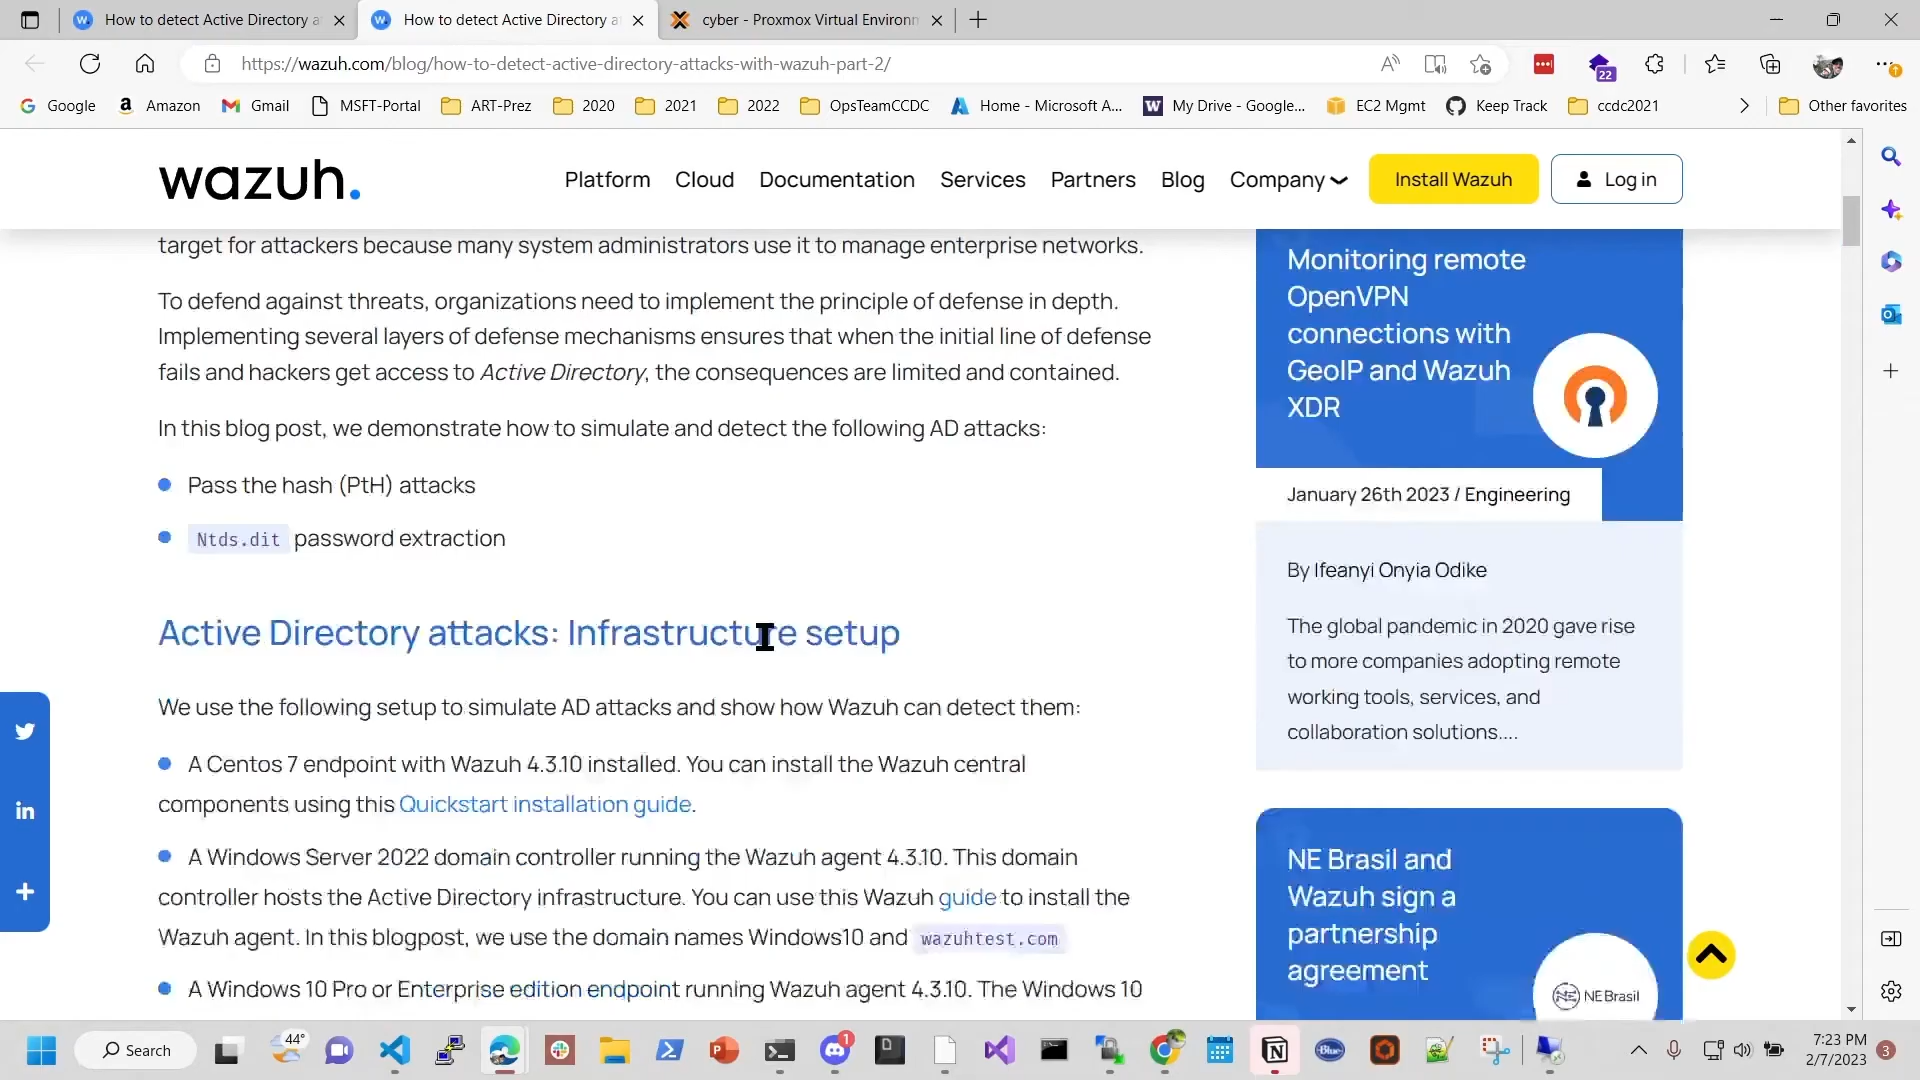 How to detect Active Directory a
How to detect Active Directory a
cyber - Proxmox Virtual Environ
https://wazuh.com/blog/how-to-detect-active-directory-attacks-with-wazuh-part-2/
22
Google
Amazon
Gmail
MSFT-Portal
ART-Prez
2020
2021
2022
OpsTeamCCDC
Home - Microsoft A...
My Drive - Google...
EC2 Mgmt
Keep Track
ccdc2021
Other favorites
wazuh.
Platform
Cloud
Documentation
Services
Partners
Blog
Company
Install Wazuh
Log in
target for attackers because many system administrators use it to manage enterprise networks.
To defend against threats, organizations need to implement the principle of defense in depth.
Implementing several layers of defense mechanisms ensures that when the initial line of defense
fails and hackers get access to Active Directory, the consequences are limited and contained.
In this blog post, we demonstrate how to simulate and detect the following AD attacks:
Pass the hash (PtH) attacks
Ntds.dit password extraction
Active Directory attacks: Infrastructure setup
We use the following setup to simulate AD attacks and show how Wazuh can detect them:
A Centos 7 endpoint with Wazuh 4.3.10 installed. You can install the Wazuh central
components using this Quickstart installation guide.
A Windows Server 2022 domain controller running the Wazuh agent 4.3.10. This domain
controller hosts the Active Directory infrastructure. You can use this Wazuh guide to install the
Wazuh agent. In this blogpost, we use the domain names Windows10 and wazuhtest.com
A Windows 10 Pro or Enterprise edition endpoint running Wazuh agent 4.3.10. The Windows 10
Monitoring remote
OpenVPN
connections with
GeoIP and Wazuh
XDR
January 26th 2023 / Engineering
By Ifeanyi Onyia Odike
The global pandemic in 2020 gave rise
to more companies adopting remote
working tools, services, and
collaboration solutions....
NE Brasil and
Wazuh sign a
partnership
agreement
NE Brasil
Search
44°
1
Blue
7:23 PM
2/7/2023
3